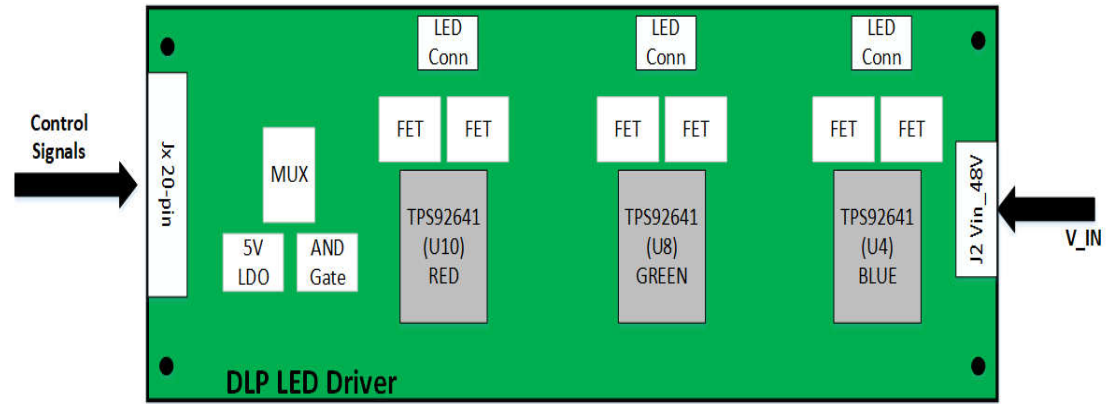 LED
Conn
LED
Conn
LED
Conn
Control
Signals
Jx 20-pin
MUX
5V
LDO
AND
Gate
FET
FET
TPS92641
(U10)
RED
FET
FET
TPS92641
(U8)
GREEN
FET
FET
TPS92641
(U4)
BLUE
J2 Vin_48V
V_IN
DLP LED Driver